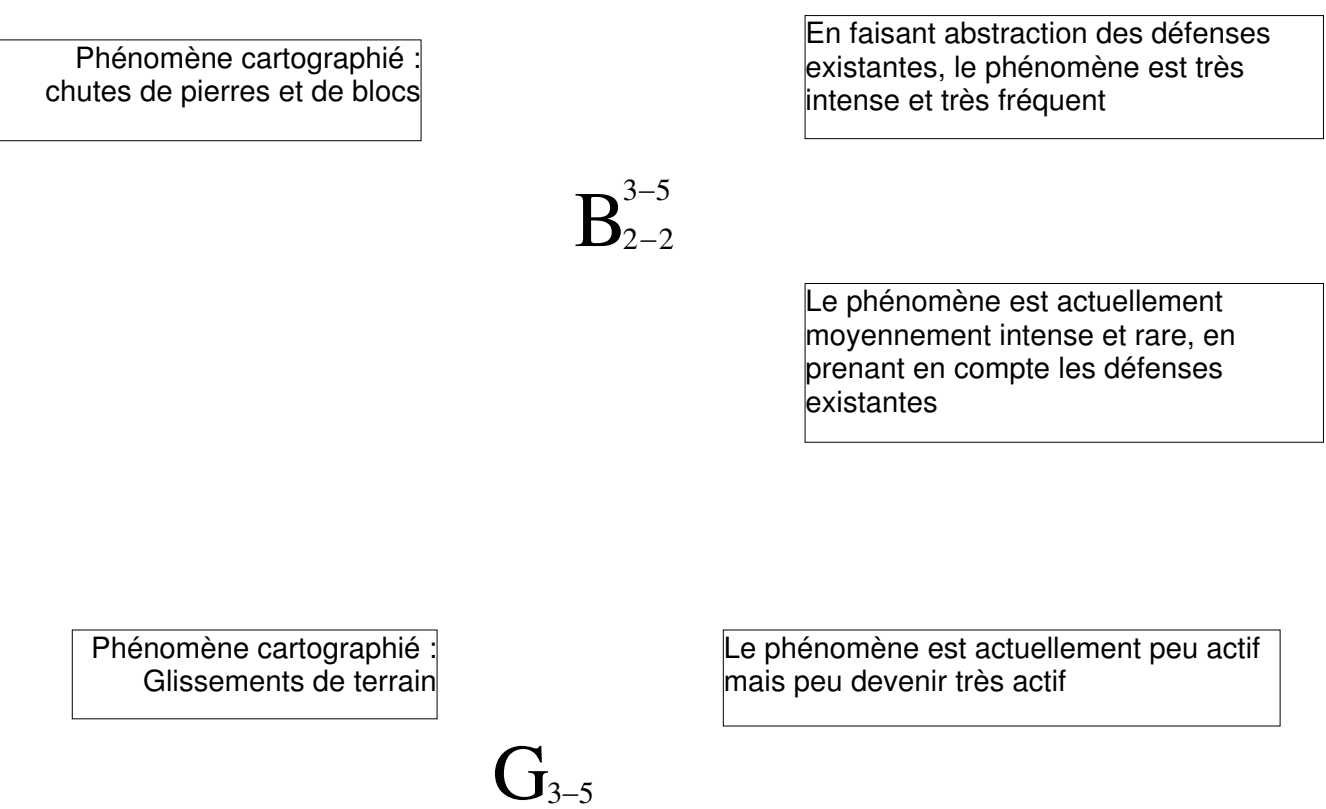 Phénomène cartographié :
chutes de pierres et de blocs
En faisant abstraction des défenses
existantes, le phénomène est très
intense et très fréquent
B 3–5
2–2
Le phénomène est actuellement
moyennement intense et rare, en
prenant en compte les défenses
existantes
Phénomène cartographié :
Glissements de terrain
Le phénomène est actuellement peu actif
mais peu devenir très actif
G3–5